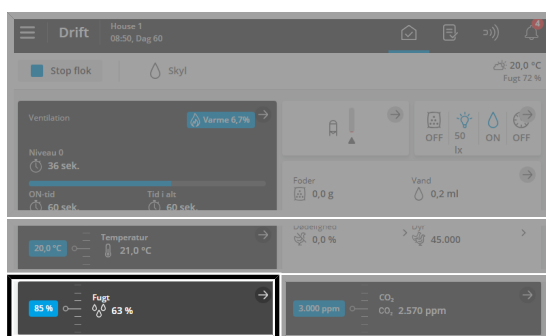 4
Drift
House 1
08:50, Dag 60
Stop flok
Skyl
20,0 °C
Fugt 72 %
Ventilation
Varme 6,7%
Niveau 0
36 sek.
ON-tid
60 sek.
Tid i alt
60 sek.
OFF
50
lx
ON
OFF
Foder
0,0 g
Vand
0,2 ml
20,0 °C
Temperatur
21,0 °C
Dødelighed
0,0 %
Dyr
45.000
85 %
Fugt
63 %
3.000 ppm
CO₂
CO₂ 2.570 ppm